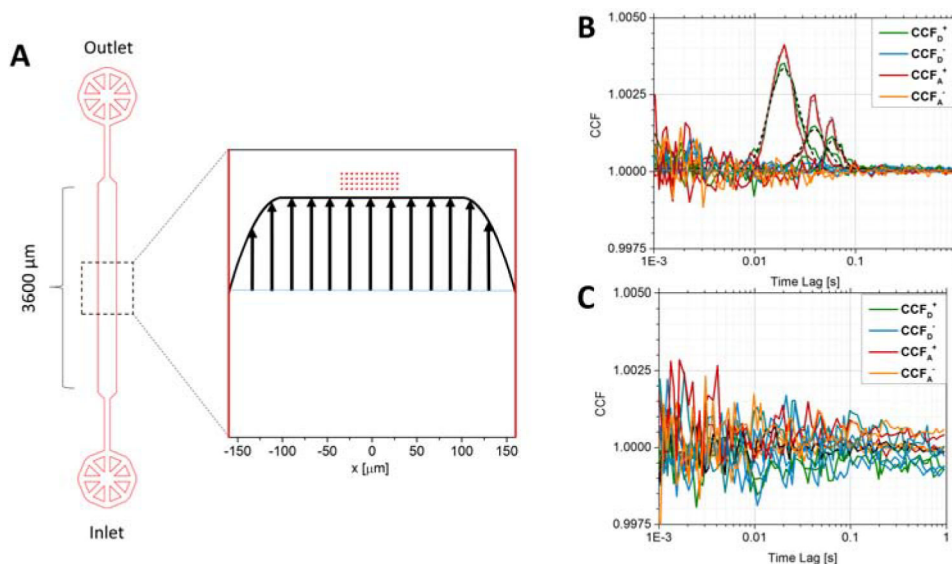 A
Outlet
3600 μm
Inlet
-150 -100 -50 0 50 100 150
x [μm]
B
1.0050
1.0025
1.0000
0.9975
CCF
CCF_D^+
CCF_D^-
CCF_A^+
CCF_A^-
1E-3 0.01 0.1
Time Lag [s]
C
1.0050
1.0025
1.0000
0.9975
CCF
CCF_D^+
CCF_D^-
CCF_A^+
CCF_A^-
1E-3 0.01 0.1 1
Time Lag [s]